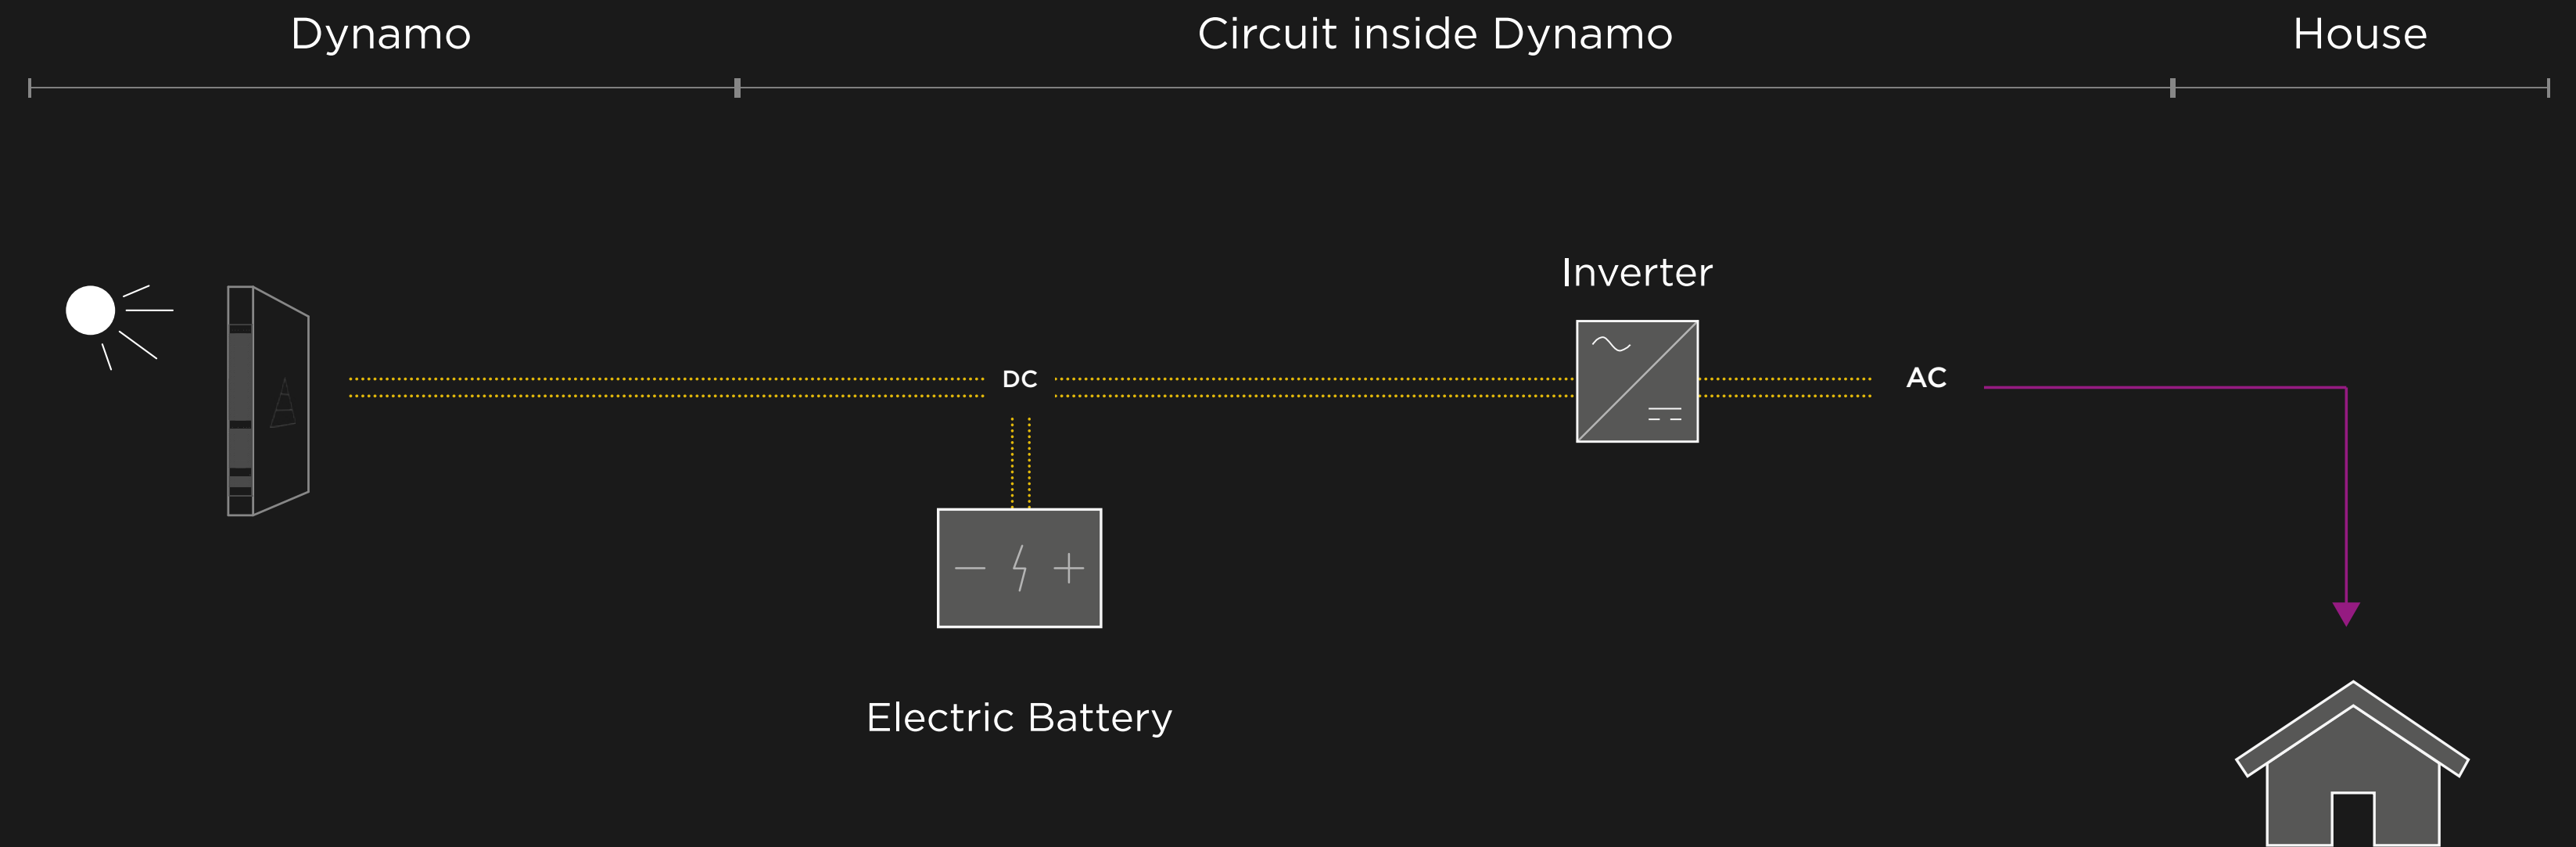 Dynamo
Circuit inside Dynamo
House
Inverter
DC
AC
Electric Battery